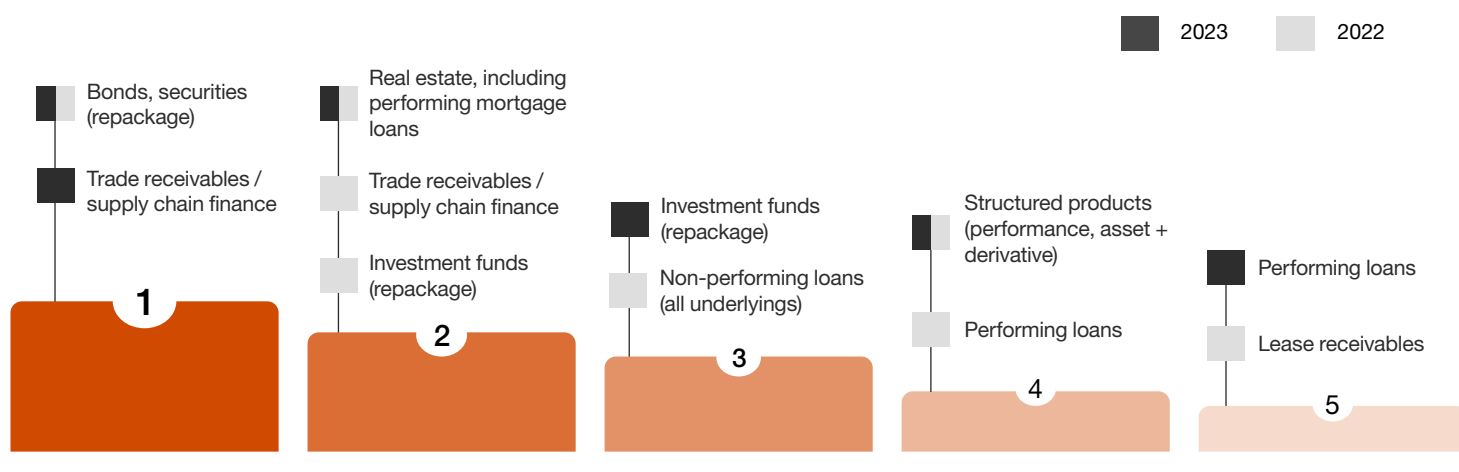 2023
2022
Bonds, securities
(repackage)
Trade receivables /
supply chain finance
1
Real estate, including
performing mortgage
loans
Trade receivables /
supply chain finance
Investment funds
(repackage)
2
Investment funds
(repackage)
Non-performing loans
(all underlyings)
3
Structured products
(performance, asset +
derivative)
Performing loans
4
Performing loans
Lease receivables
5